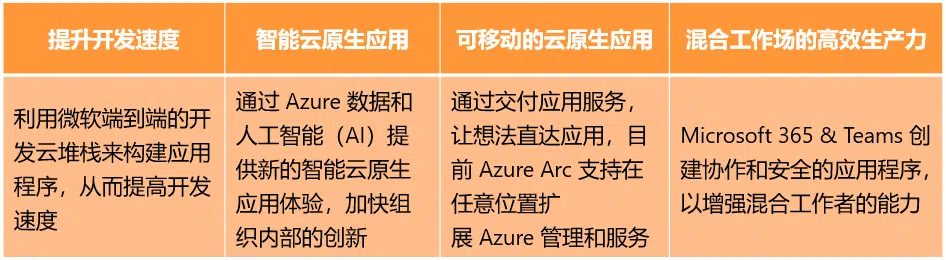 提升开发速度
智能云原生应用
可移动的云原生应用
混合工作场的高效生产力
利用微软端到端的开
发云堆栈来构建应用
程序，从而提高开发
速度
通过 Azure 数据和
人工智能（AI）提
供新的智能云原生
应用体验，加快组
织内部的创新
通过交付应用服务，
让想法直达应用，目
前 Azure Arc 支持在
任意位置扩
展 Azure 管理和服务
Microsoft 365 & Teams 创
建协作和安全的应用程序，
以增强混合工作者的能力